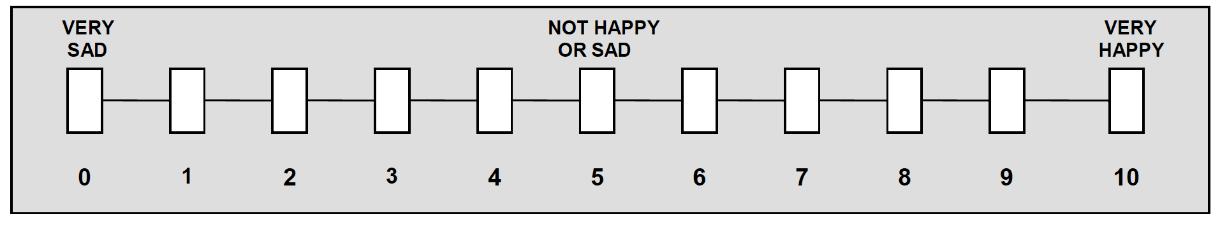 VERY
SAD
NOT HAPPY
OR SAD
VERY
HAPPY
0 1 2 3 4 5 6 7 8 9 10